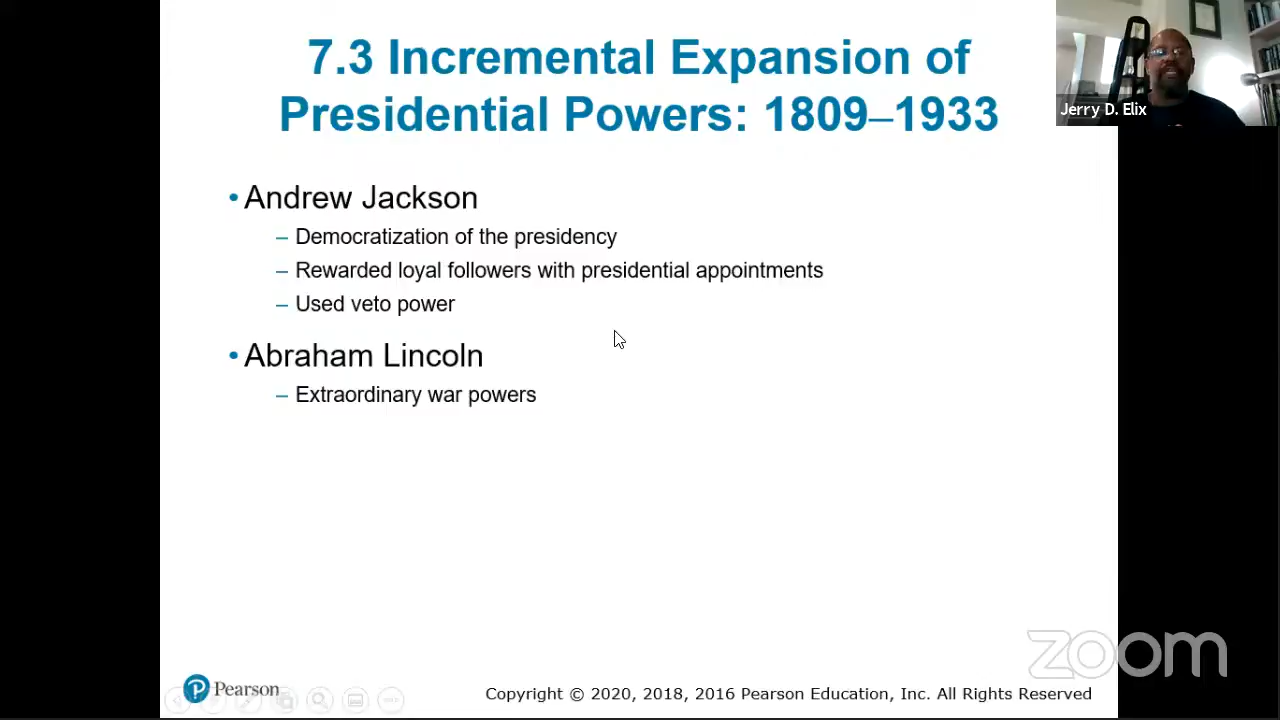 7.3 Incremental Expansion of
Presidential Powers: 1809–1933
Jerry D. Elix
• Andrew Jackson
– Democratization of the presidency
– Rewarded loyal followers with presidential appointments
– Used veto power
• Abraham Lincoln
– Extraordinary war powers
zoom
Pearson
Copyright © 2020, 2018, 2016 Pearson Education, Inc. All Rights Reserved